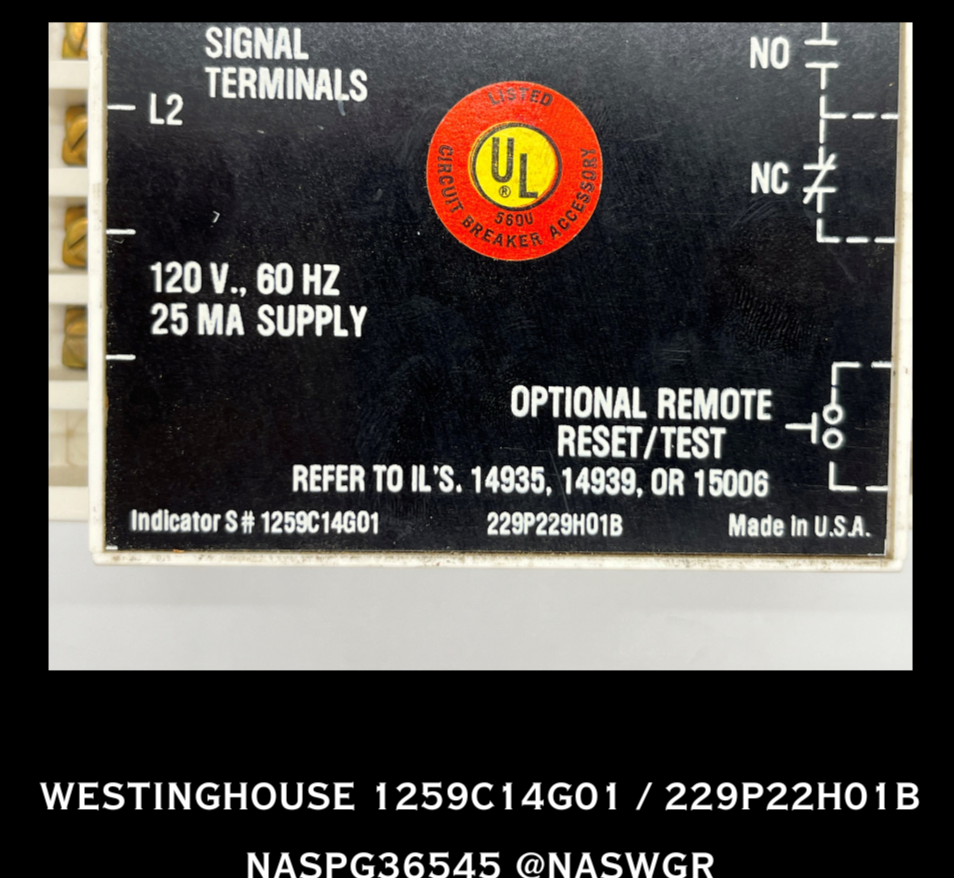 SIGNAL
TERMINALS
L2
NO
LISTED
UL
®
560U
CIRCUIT BREAKER ACCESSORY
NC
120 V., 60 HZ
25 MA SUPPLY
OPTIONAL REMOTE
RESET/TEST
REFER TO IL'S. 14935, 14939, OR 15006
Indicator S# 1259C14G01 229P229H01B Made in U.S.A.
WESTINGHOUSE 1259C14G01 / 229P22H01B
NASPG36545 @NASWGR